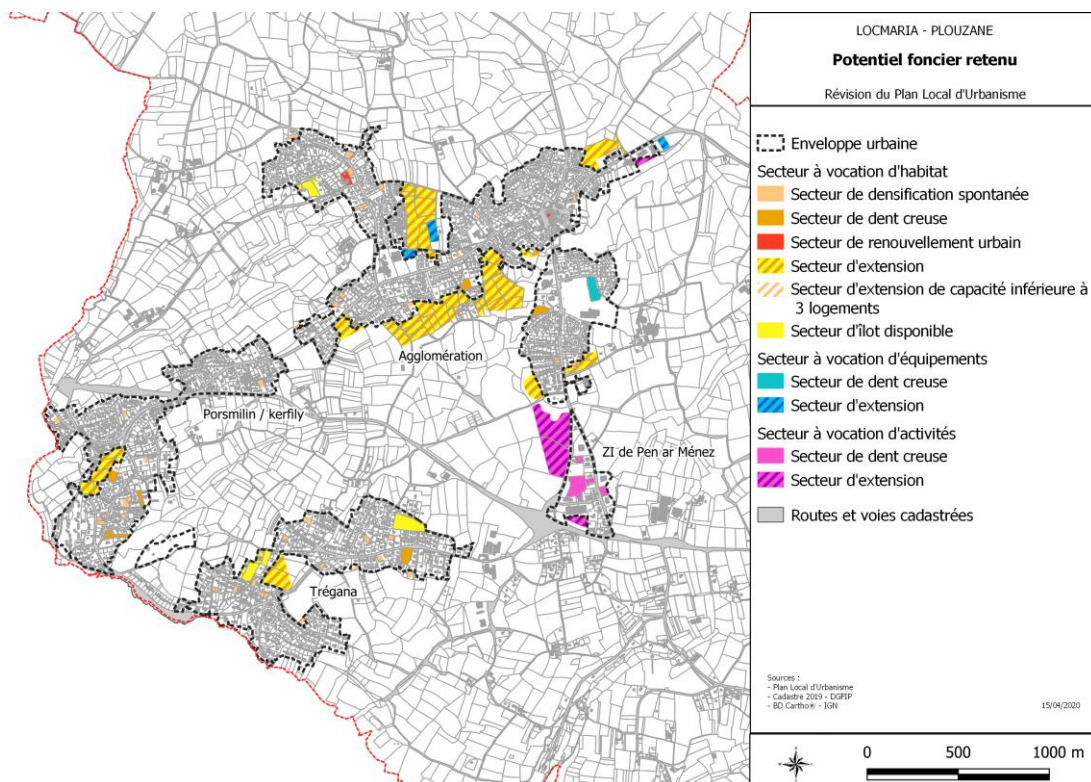 LOCMARIA - PLOUZANE
Potentiel foncier retenu
Révision du Plan Local d'Urbanisme
Enveloppe urbaine
Secteur à vocation d'habitat
Secteur de densification spontanée
Secteur de dent creuse
Secteur de renouvellement urbain
Secteur d'extension
Secteur d'extension de capacité inférieure à
3 logements
Secteur d'îlot disponible
Secteur à vocation d'équipements
Secteur de dent creuse
Secteur d'extension
Secteur à vocation d'activités
Secteur de dent creuse
Secteur d'extension
Routes et voies cadastrées
Agglomération
Porsmilin / kerfily
ZI de Pen ar Ménez
Trégana
Sources :
- Plan Local d'Urbanisme
- Cadastre 2019 - DGFIP
- BD Cartho® - IGN
15/04/2020
0 500 1000 m